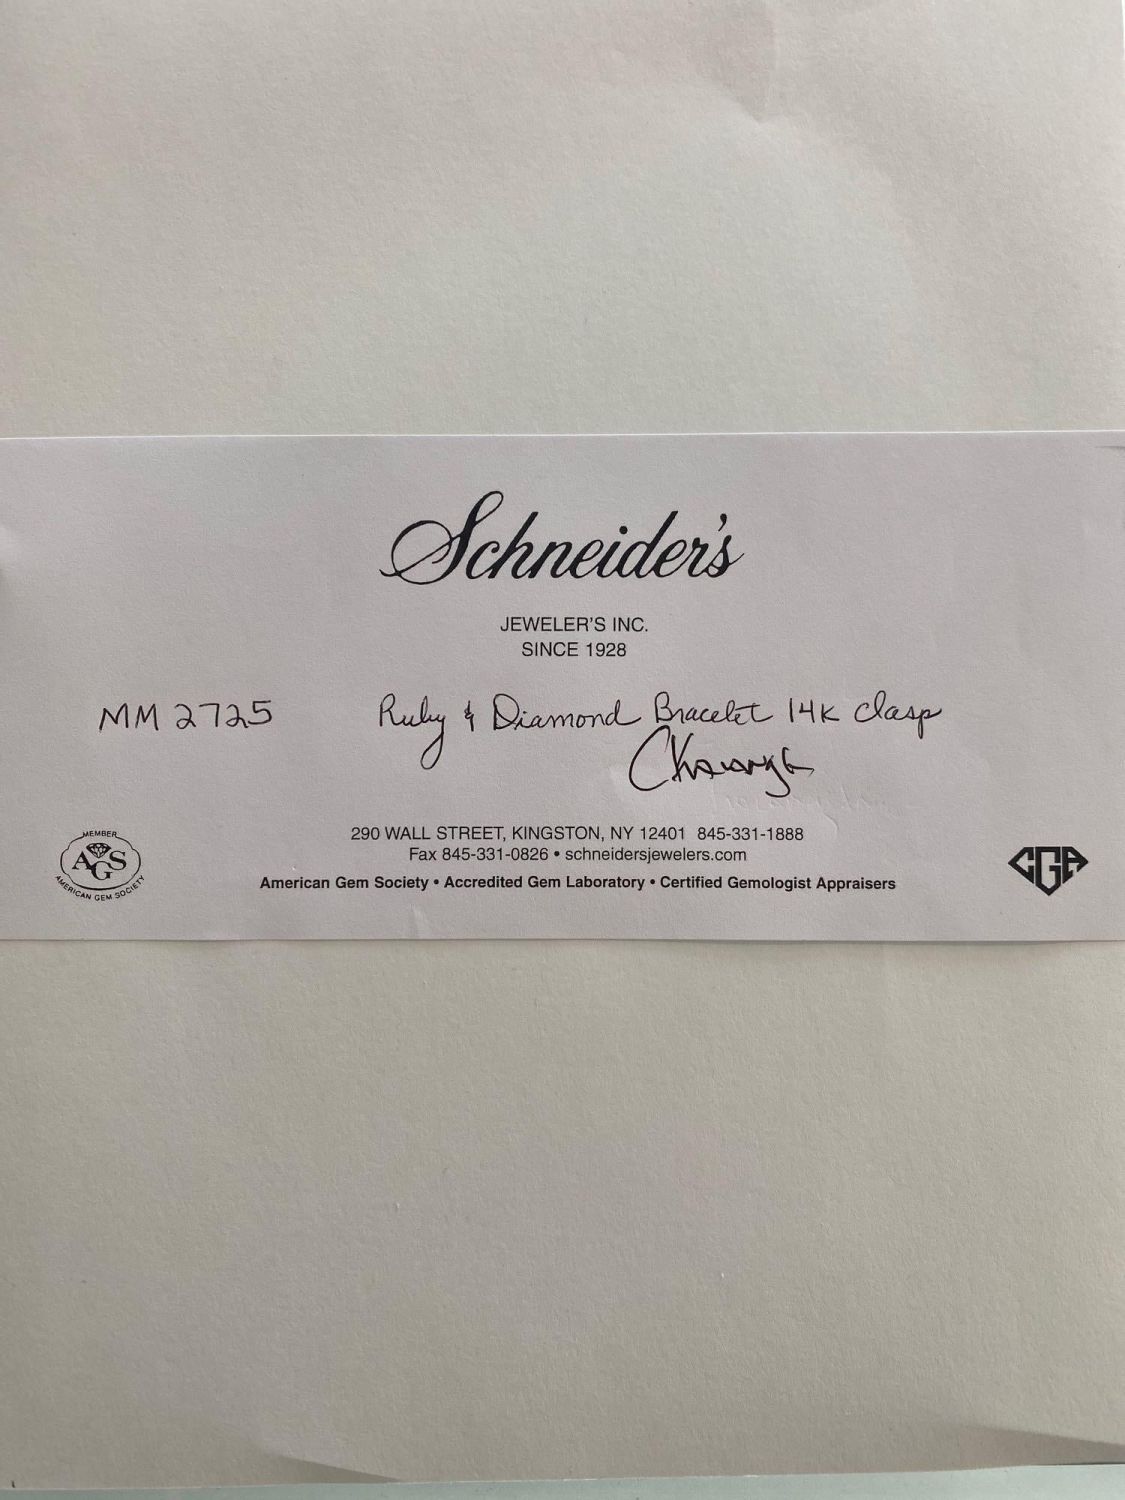 Schneider's
JEWELER'S INC.
SINCE 1928
MM 2725 Ruby & Diamond Bracelet 14K clasp
290 WALL STREET, KINGSTON, NY 12401 845-331-1888
Fax 845-331-0826 • schneidersjewelers.com
American Gem Society • Accredited Gem Laboratory • Certified Gemologist Appraisers
MEMBER
AGS
AMERICAN GEM SOCIETY
CGA